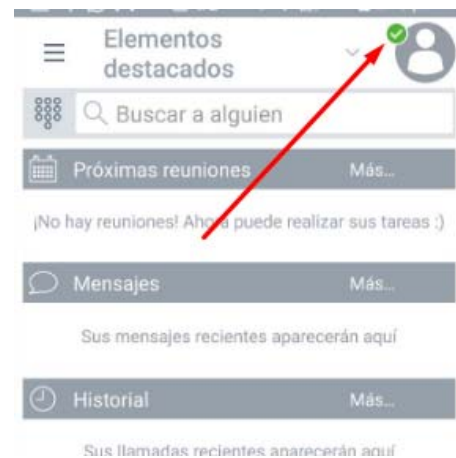 Elementos
destacados
Buscar a alguien
Próximas reuniones Más...
¡No hay reuniones! Ahora puede realizar sus tareas :)
Mensajes Más...
Sus mensajes recientes aparecerán aquí
Historial Más...
Sus llamadas recientes aparecerán aquí